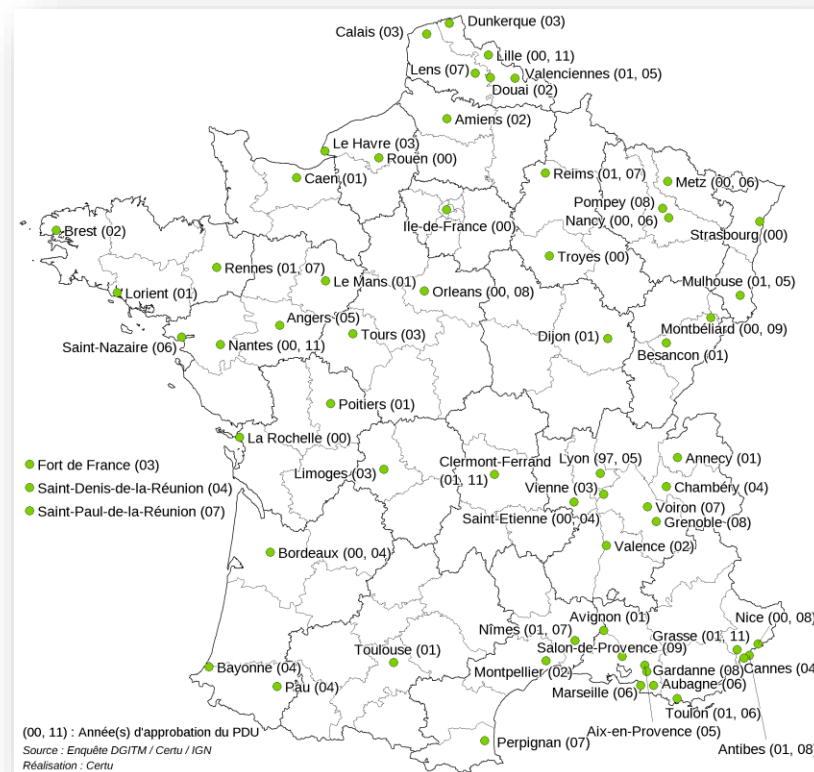 Dunkerque (03)
Calais (03)
Lille (00, 11)
Lens (07)
Valenciennes (01, 05)
Douai (02)
Amiens (02)
Le Havre (03)
Rouen (00)
Caen (01)
Reims (01, 07)
Metz (00, 06)
Pompey (08)
Nancy (00, 06)
Ile-de-France (00)
Strasbourg (00)
Brest (02)
Troyes (00)
Rennes (01, 07)
Le Mans (01)
Orleans (00, 08)
Mulhouse (01, 05)
Lorient (01)
Angers (05)
Tours (03)
Dijon (01)
Montbéliard (00, 09)
Saint-Nazaire (06)
Nantes (00, 11)
Besancon (01)
Poitiers (01)
La Rochelle (00)
Fort de France (03)
Saint-Denis-de-la-Réunion (04)
Saint-Paul-de-la-Réunion (07)
Limoges (03)
Clermont-Ferrand
(01, 11)
Lyon (97, 05)
Annecy (01)
Vienne (03)
Chambéry (04)
Saint-Etienne (00, 04)
Voiron (07)
Grenoble (08)
Bordeaux (00, 04)
Valence (02)
Avignon (01)
Nice (00, 08)
Nîmes (01, 07)
Grasse (01, 11)
Salon-de-Provence (09)
Toulouse (01)
Bayonne (04)
Montpellier (02)
Gardanne (08)
Cannes (04
Pau (04)
Marseille (06)
Aubagne (06)
Toulon (01, 06)
Aix-en-Provence (05)
Perpignan (07)
Antibes (01, 08)
(00, 11) : Année(s) d'approbation du PDU
Source : Enquête DGITM / Certu / IGN
Réalisation : Certu